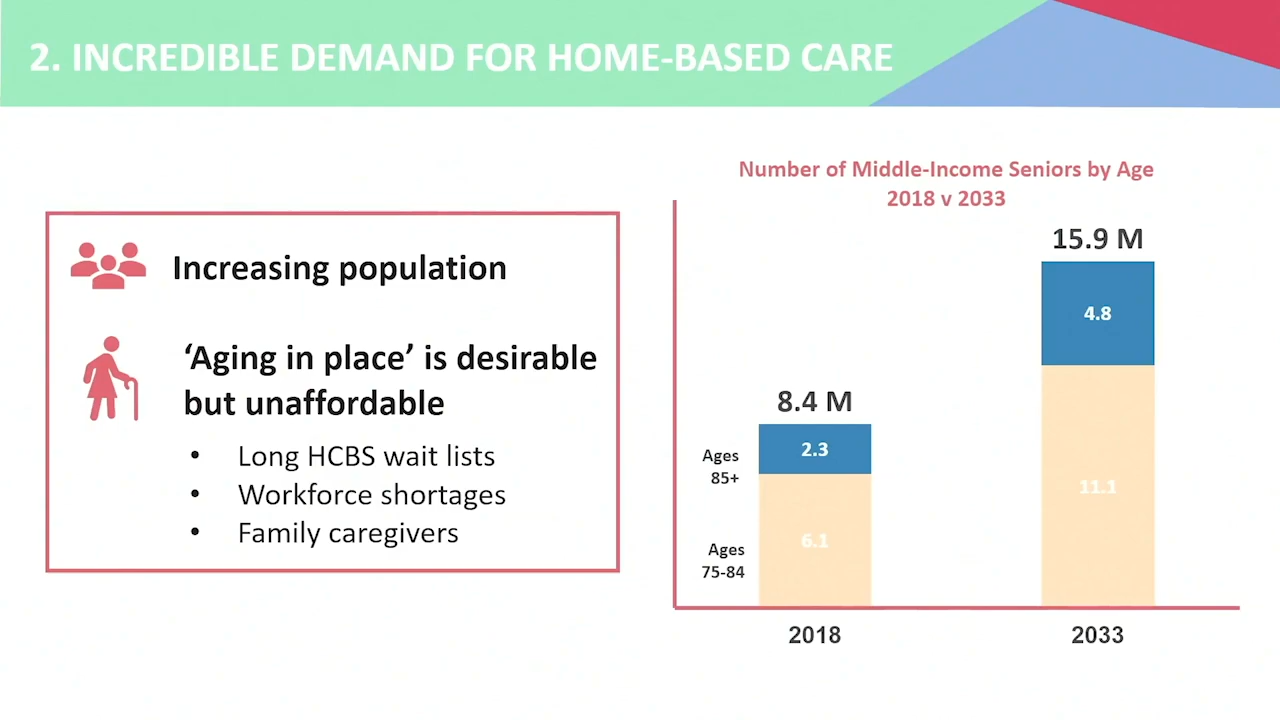 2. INCREDIBLE DEMAND FOR HOME-BASED CARE
Increasing population
‘Aging in place’ is desirable
but unaffordable
• Long HCBS wait lists
• Workforce shortages
• Family caregivers
Number of Middle-Income Seniors by Age
2018 v 2033
15.9 M
4.8
11.1
8.4 M
2.3
6.1
Ages
85+
Ages
75-84
2018
2033